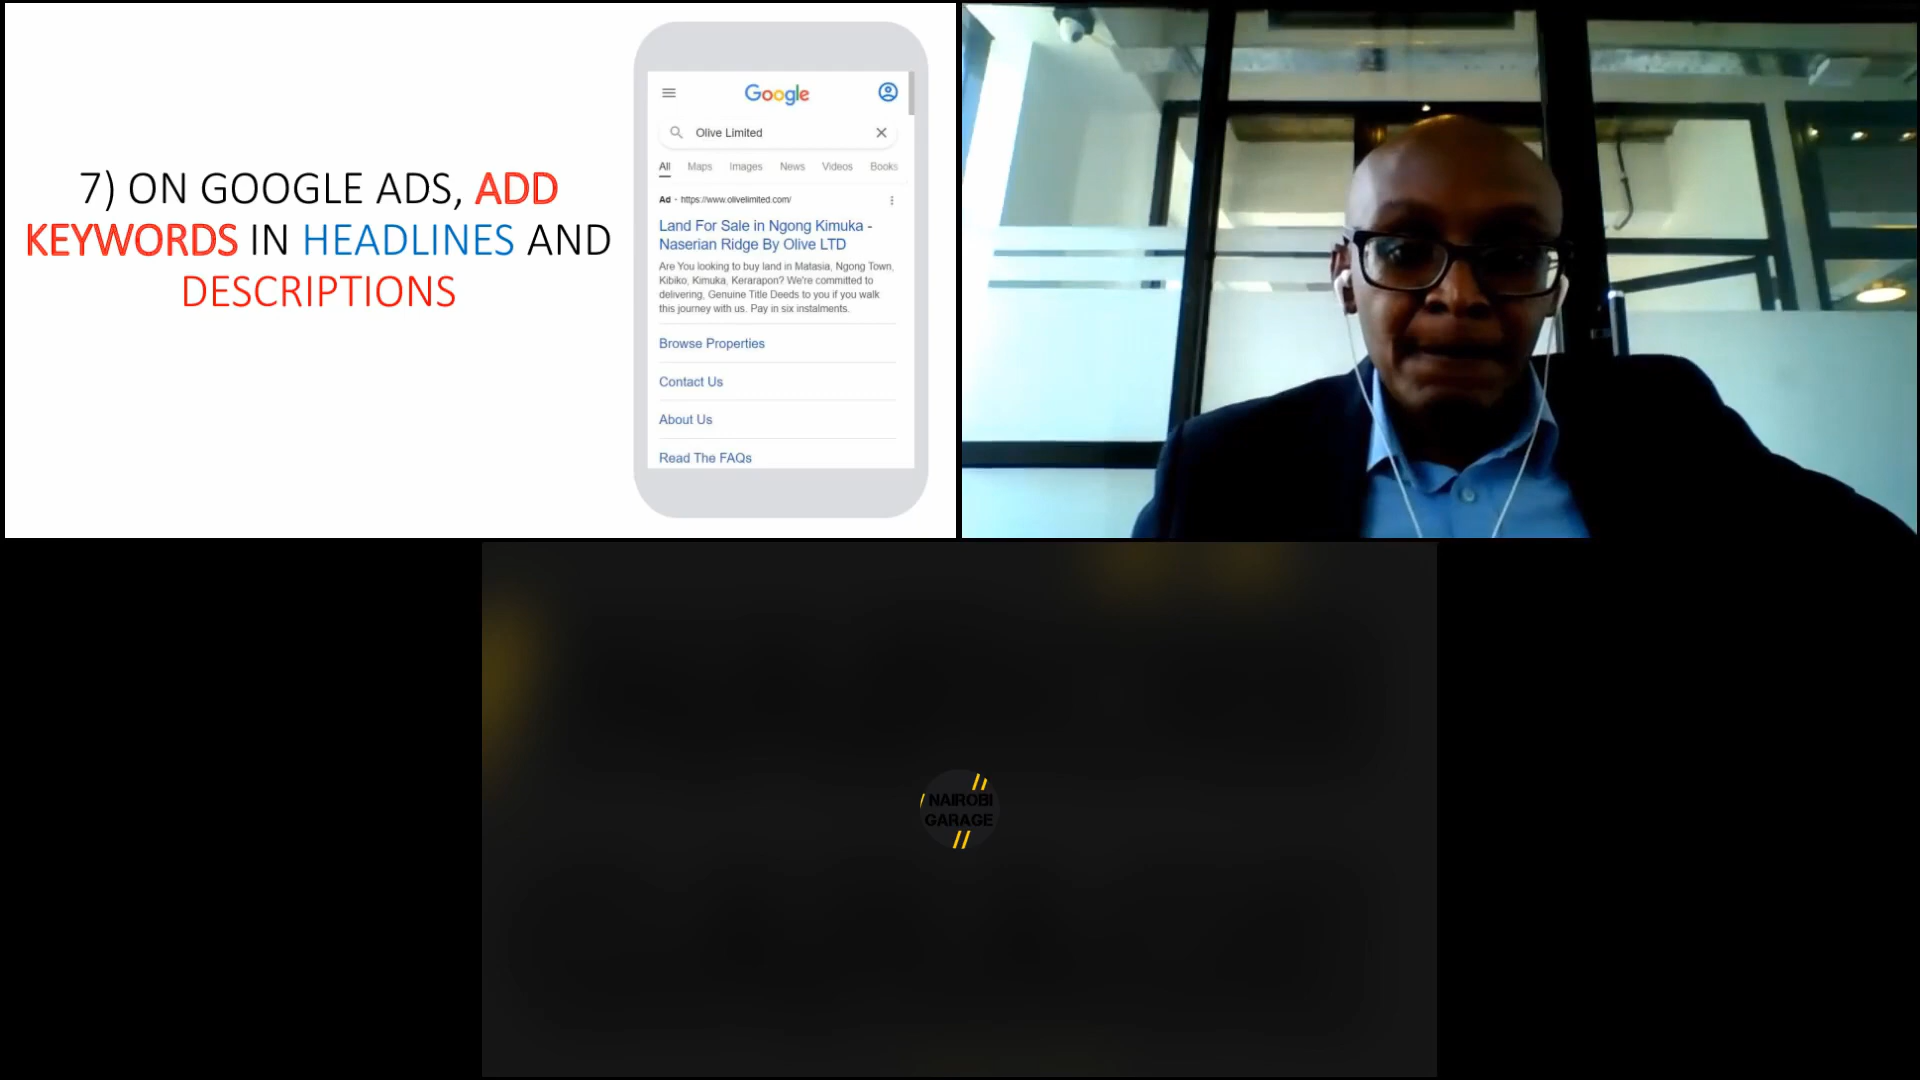 7) ON GOOGLE ADS, ADD
KEYWORDS IN HEADLINES AND
DESCRIPTIONS
Google
Olive Limited
All Maps Images News Videos Books
Ad · https://www.olivelimited.com/
Land For Sale in Ngong Kimuka -
Naserian Ridge By Olive LTD
Are You looking to buy land in Matasia, Ngong Town,
Kibiko, Kimuka, Kerarapon? We're committed to
delivering, Genuine Title Deeds to you if you walk
this journey with us. Pay in six instalments.
Browse Properties
Contact Us
About Us
Read The FAQs
NAIROBI
GARAGE